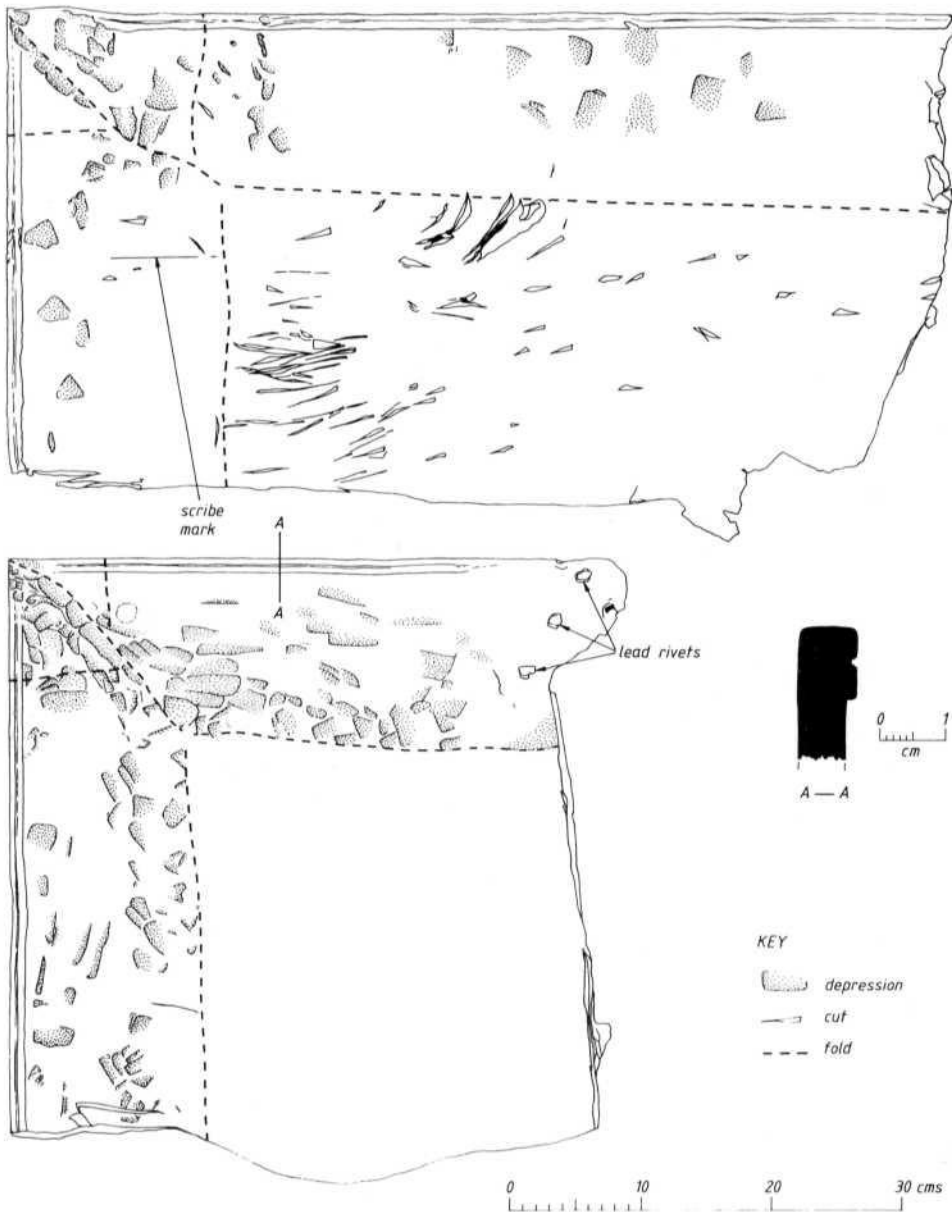 scribe
mark
A
A
lead rivets
0 1
cm
A — A
KEY
depression
cut
fold
0 10 20 30 cms